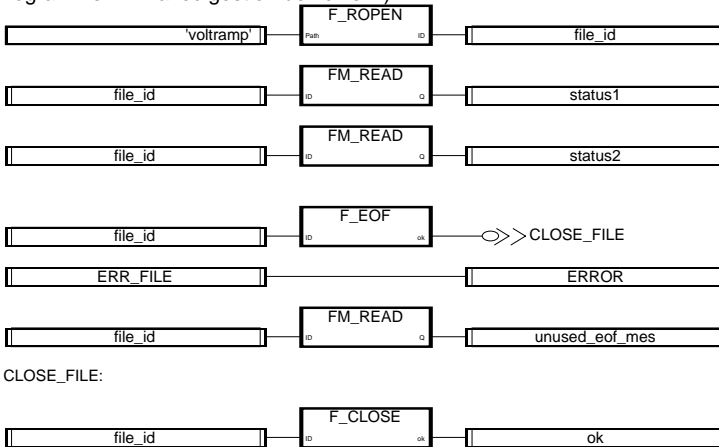 F_ROPEN
'voltramp' Path ID file_id
FM_READ
file_id ID Q status1
FM_READ
file_id ID Q status2
F_EOF
file_id ID ok CLOSE_FILE
ERR_FILE ERROR
FM_READ
file_id ID Q unused_eof_mes
CLOSE_FILE:
F_CLOSE
file_id ID ok ok